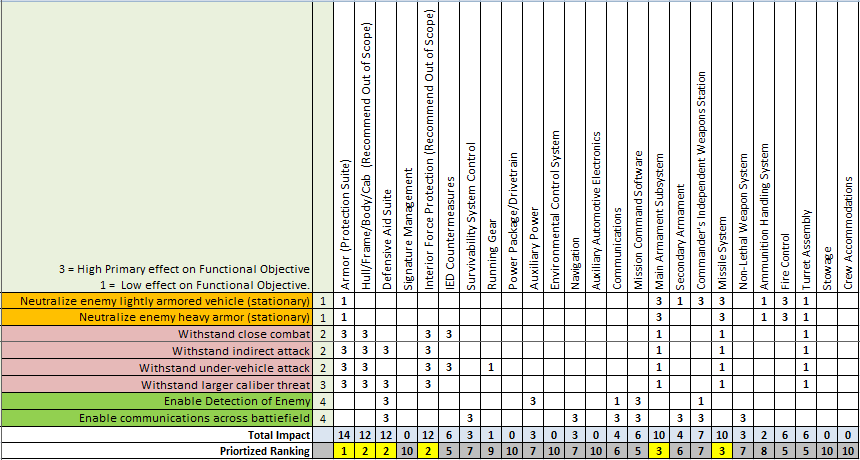 Armor (Protection Suite)
Hull/Frame/Body/Cab (Recommend Out of Scope)
Defensive Aid Suite
Signature Management
Interior Force Protection (Recommend Out of Scope)
IED Countermeasures
Survivability System Control
Running Gear
Power Package/Drivetrain
Auxiliary Power
Environmental Control System
Navigation
Auxiliary Automotive Electronics
Communications
Mission Command Software
Main Armament Subsystem
Secondary Armament
Commander's Independent Weapons Station
Missile System
Non-Lethal Weapon System
Ammunition Handling System
Fire Control
Turret Assembly
Stowage
Crew Accommodations
3 = High Primary effect on Functional Objective
1 = Low effect on Functional Objective.
Neutralize enemy lightly armored vehicle (stationary) 1 1 3 1 3 3 1 3 1
Neutralize enemy heavy armor (stationary) 1 1 3 3 1 3 1
Withstand close combat 2 3 3 3 3 1 1 1
Withstand indirect attack 2 3 3 3 3 1 1 1
Withstand under-vehicle attack 2 3 3 3 3 1 1 1 1
Withstand larger caliber threat 3 3 3 3 3 1 1 1
Enable Detection of Enemy 4 3 3 1 3 1
Enable communications across battlefield 4 3 3 3 3 3 3 3 3
Total Impact 14 12 12 0 12 6 3 1 0 3 0 3 0 4 6 10 4 7 10 3 2 6 6 0 0
Prioritized Ranking 1 2 2 10 2 5 7 9 10 7 10 7 10 6 5 3 6 7 3 7 8 5 5 10 10